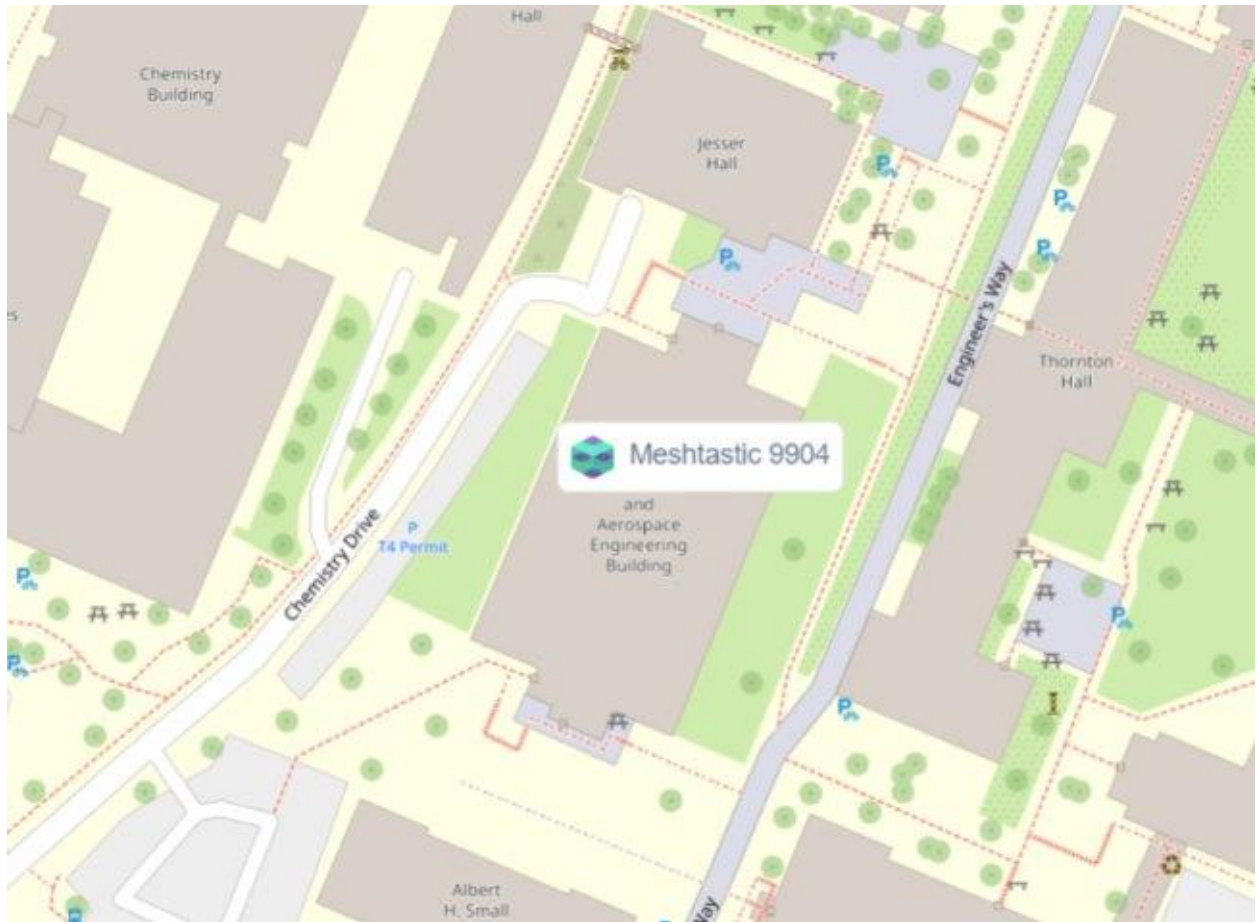 Hall
Chemistry
Building
Jesser
Hall
es
Engineer's Way
Thornton
Hall
Meshtastic 9904
and
Aerospace
Engineering
Building
P
T4 Permit
Chemistry Drive
P
P
P
P
P
P
P
P
Albert
H. Small
Way